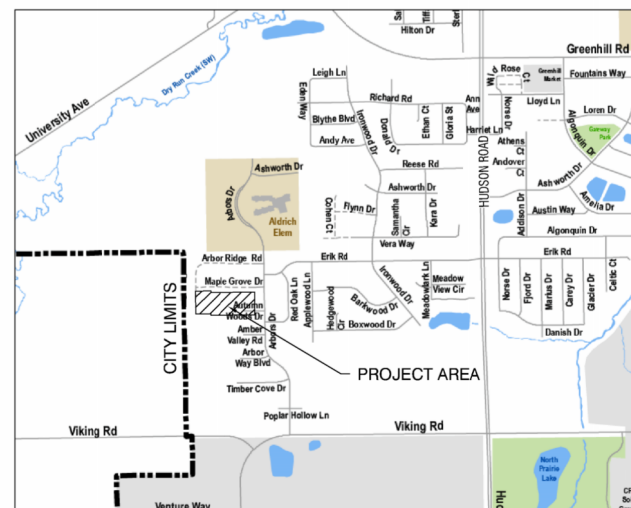 Sterl
Hilton Dr
Greenhill Rd
University Ave
Dry Run Creek (SW)
Leigh Ln
Eden Way
Blythe Blvd
Andy Ave
Ironwood Dr
Richard Rd
Donald Dr
Ethan Ct
Gloria St
Ann
Ave
Harriet Ln
HUDSON ROAD
Rose
Ct
Greenhill
Market
Fountains Way
Norse Dr
Lloyd Ln
Loren Dr
Algonquin Dr
Park
Athens
Ct
Andover
Ct
Ashworth Dr
Reese Rd
Ashworth Dr
Arbors Dr
Aldrich
Elem
Ashworth Dr
Cohen Ct
Flynn Dr
Samantha
Cir
Kara Dr
Vera Way
Addison Dr
Austin Way
Amelia Dr
Algonquin Dr
Arbor Ridge Rd
Erik Rd
Erik Rd
Maple Grove Dr
Autumn
Woods Dr
Amber
Valley Rd
Arbor
Way Blvd
Arbors Dr
Red Oak Ln
Applewood Ln
Hedgewood
Cir
Barkwood Dr
Boxwood Dr
Ironwood Dr
Meadowlark Ln
Meadow
View Cir
Norse Dr
Fjord Dr
Markus Dr
Carey Dr
Glacier Dr
Celtic Ct
Danish Dr
CITY LIMITS
PROJECT AREA
Timber Cove Dr
Poplar Hollow Ln
Viking Rd
Viking Rd
Venture Way
Hud
North
Prairie
Lake